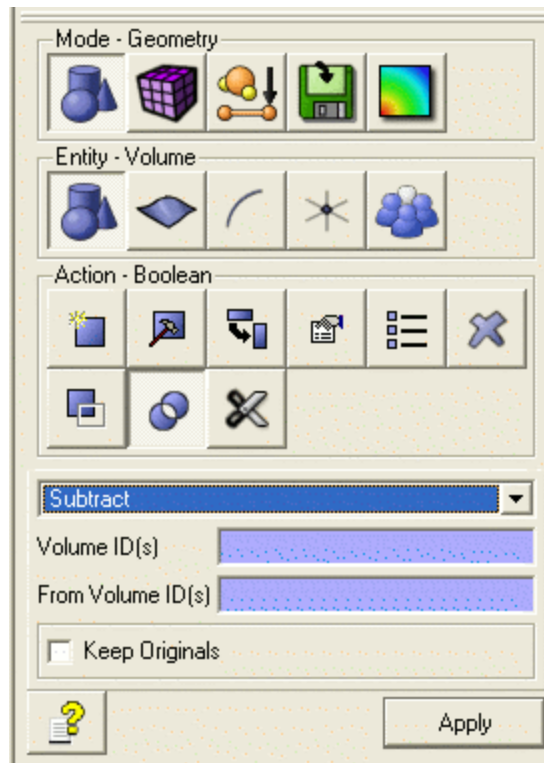 Mode - Geometry
Entity - Volume
Action - Boolean
Subtract
Volume ID(s)
From Volume ID(s)
Keep Originals
Apply